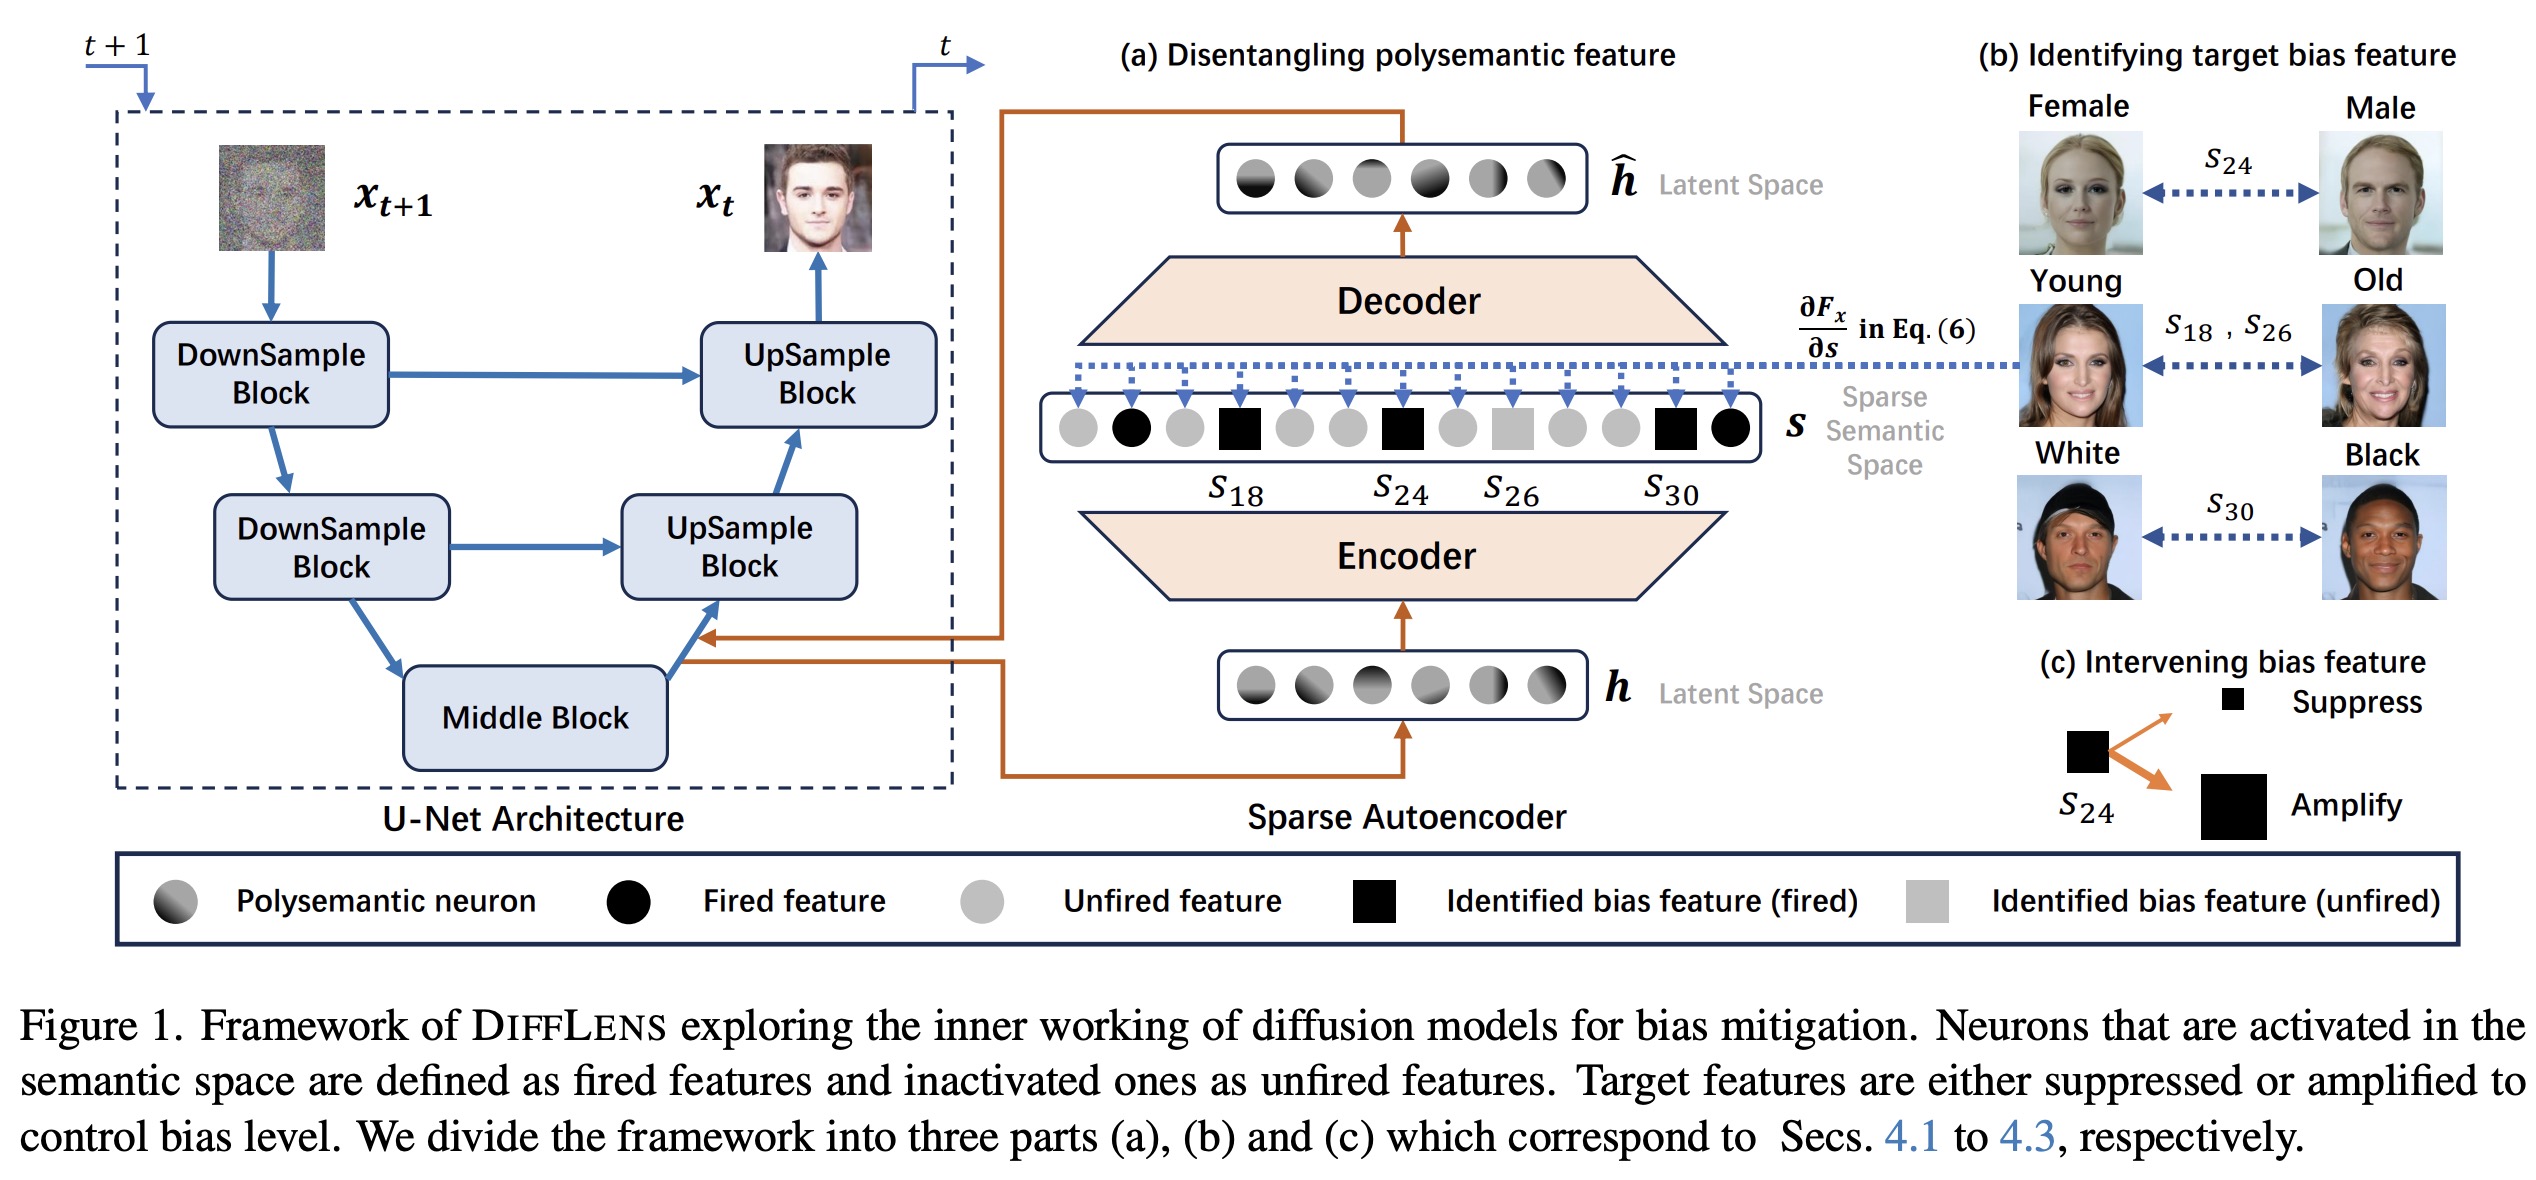 t + 1
t
(a) Disentangling polysemantic feature
(b) Identifying target bias feature
x_{t+1}
x_t
DownSample
Block
UpSample
Block
DownSample
Block
UpSample
Block
Middle Block
U-Net Architecture
ĥ Latent Space
Decoder
∂F_x/∂s in Eq. (6)
s Sparse
Semantic
Space
s_{18} s_{24} s_{26} s_{30}
Encoder
h Latent Space
Sparse Autoencoder
Female Male
s_{24}
Young Old
s_{18} , s_{26}
White Black
s_{30}
(c) Intervening bias feature
Suppress
s_{24}
Amplify
Polysemantic neuron Fired feature Unfired feature Identified bias feature (fired) Identified bias feature (unfired)
Figure 1. Framework of DIFFLENS exploring the inner working of diffusion models for bias mitigation. Neurons that are activated in the
semantic space are defined as fired features and inactivated ones as unfired features. Target features are either suppressed or amplified to
control bias level. We divide the framework into three parts (a), (b) and (c) which correspond to Secs. 4.1 to 4.3, respectively.